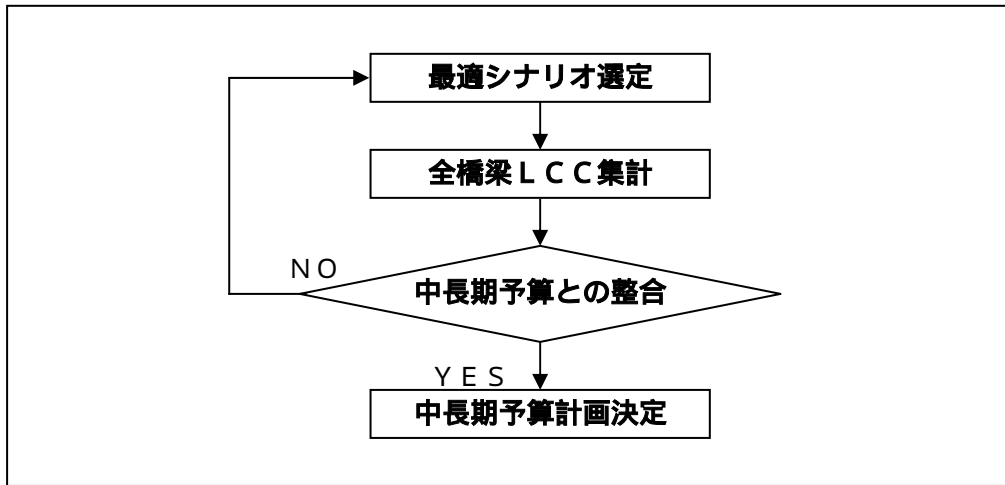 最適シナリオ選定
全橋梁ＬＣＣ集計
ＮＯ
中長期予算との整合
ＹＥＳ
中長期予算計画決定